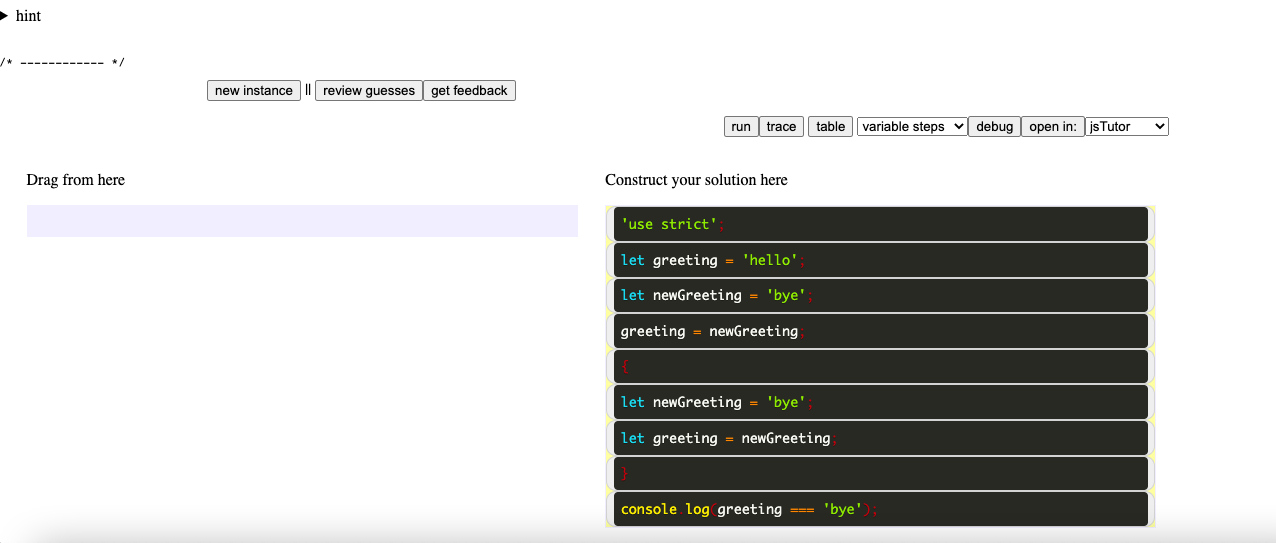 ▶ hint
/* ------------ */
new instance || review guesses get feedback
run trace table variable steps debug open in: jsTutor
Drag from here
Construct your solution here
'use strict';
let greeting = 'hello';
let newGreeting = 'bye';
greeting = newGreeting;
{
let newGreeting = 'bye';
let greeting = newGreeting;
}
console.log(greeting === 'bye');